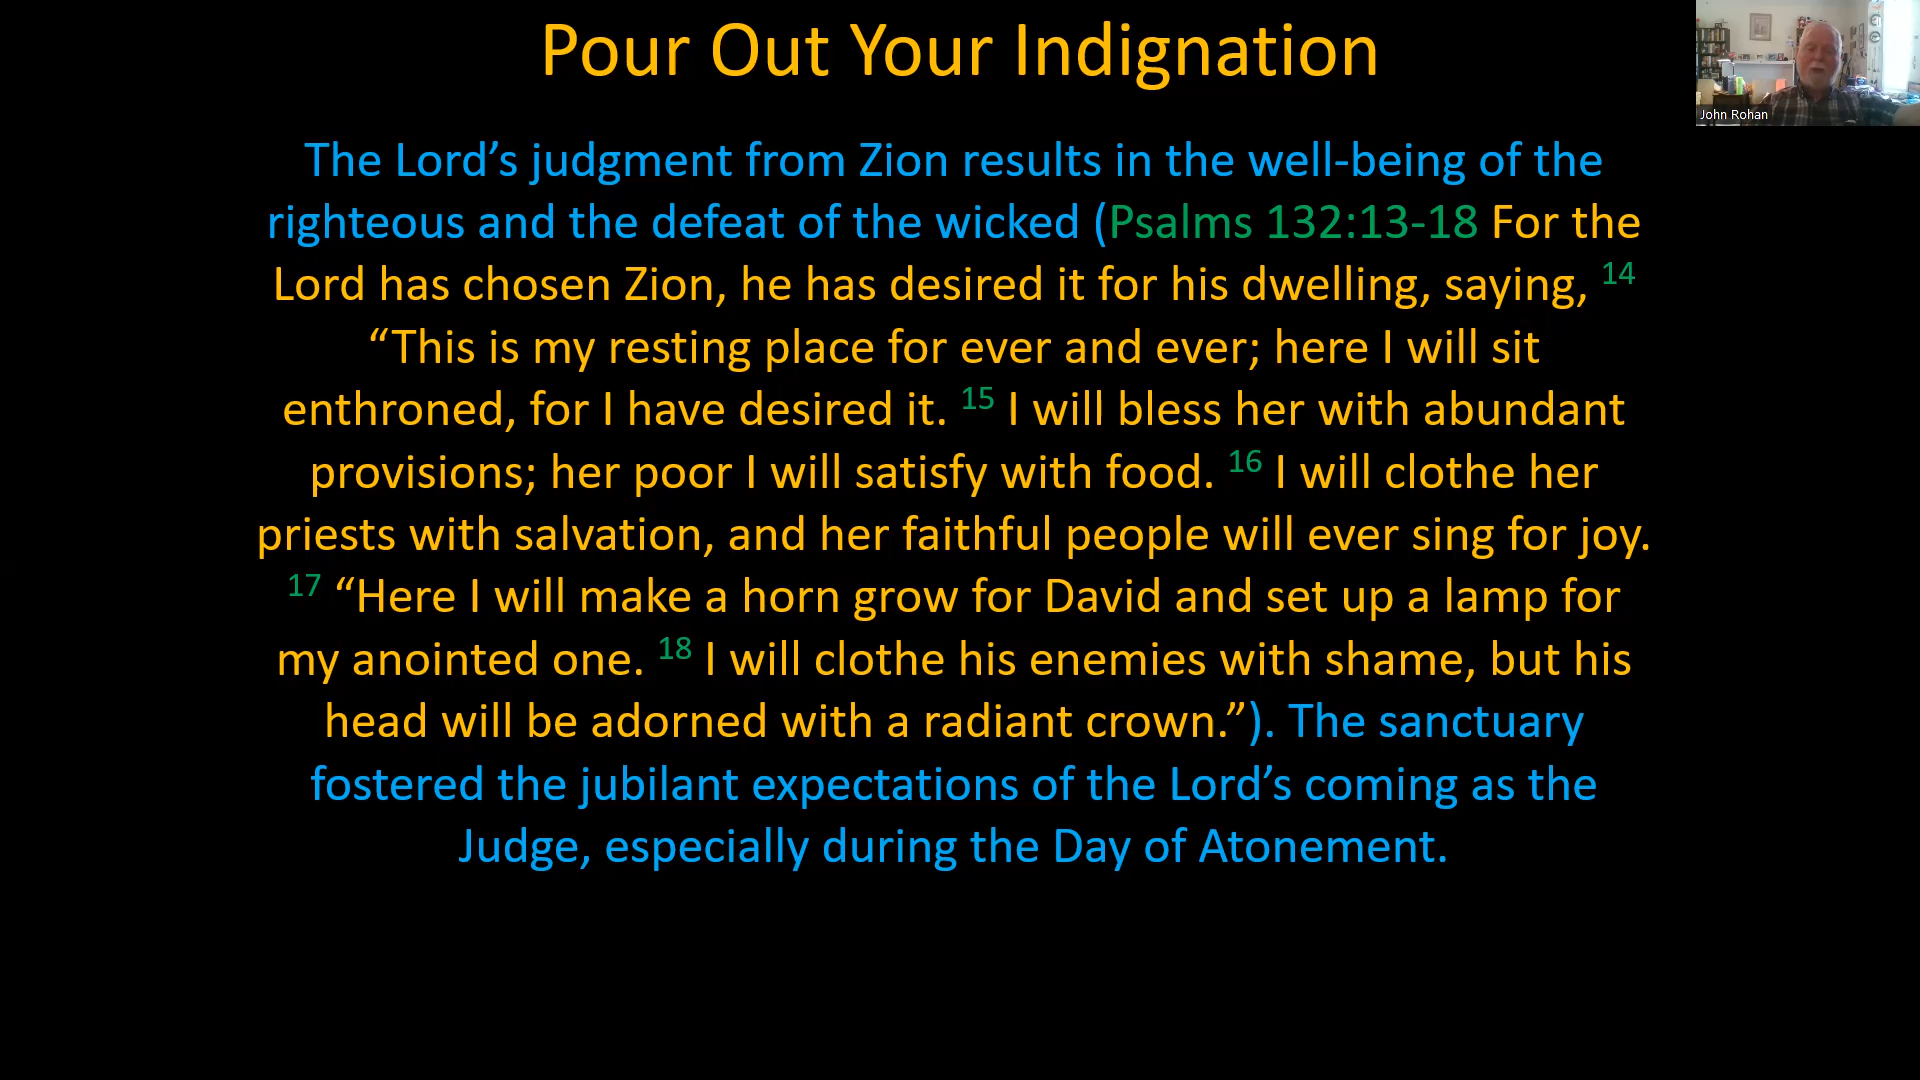 Pour Out Your Indignation
John Rohan
The Lord’s judgment from Zion results in the well-being of the
righteous and the defeat of the wicked (Psalms 132:13-18 For the
Lord has chosen Zion, he has desired it for his dwelling, saying, 14
“This is my resting place for ever and ever; here I will sit
enthroned, for I have desired it. 15 I will bless her with abundant
provisions; her poor I will satisfy with food. 16 I will clothe her
priests with salvation, and her faithful people will ever sing for joy.
17 “Here I will make a horn grow for David and set up a lamp for
my anointed one. 18 I will clothe his enemies with shame, but his
head will be adorned with a radiant crown.”). The sanctuary
fostered the jubilant expectations of the Lord’s coming as the
Judge, especially during the Day of Atonement.